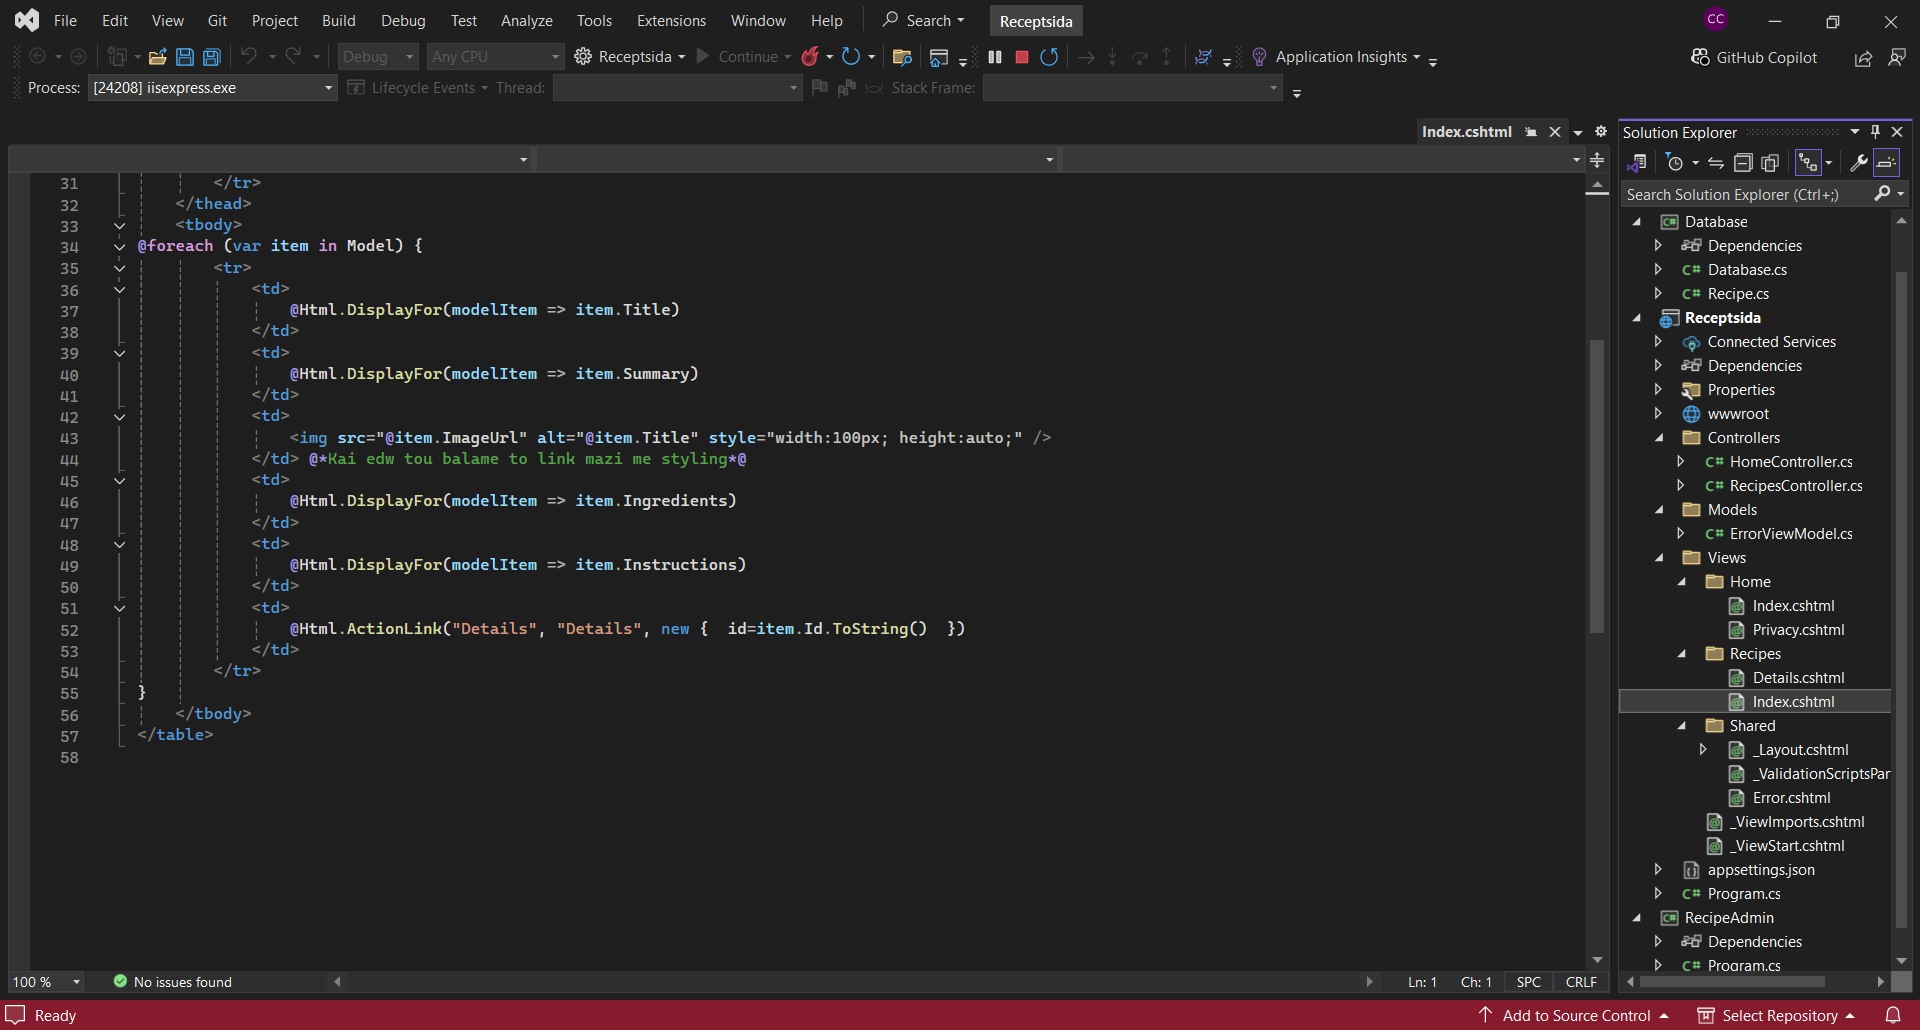 File Edit View Git Project Build Debug Test Analyze Tools Extensions Window Help Search Receptsida CC
Debug Any CPU Receptsida Continue Application Insights GitHub Copilot
Process: [24208] iisexpress.exe Lifecycle Events Thread: Stack Frame:
Index.cshtml
31 </tr>
32 </thead>
33 <tbody>
34 @foreach (var item in Model) {
35 <tr>
36 <td>
37 @Html.DisplayFor(modelItem => item.Title)
38 </td>
39 <td>
40 @Html.DisplayFor(modelItem => item.Summary)
41 </td>
42 <td>
43 <img src="@item.ImageUrl" alt="@item.Title" style="width:100px; height:auto;" />
44 </td> @*Kai edw tou balame to link mazi me styling*@
45 <td>
46 @Html.DisplayFor(modelItem => item.Ingredients)
47 </td>
48 <td>
49 @Html.DisplayFor(modelItem => item.Instructions)
50 </td>
51 <td>
52 @Html.ActionLink("Details", "Details", new {  id=item.Id.ToString()  })
53 </td>
54 </tr>
55 }
56 </tbody>
57 </table>
58
100 % No issues found Ln: 1 Ch: 1 SPC CRLF
Solution Explorer
Search Solution Explorer (Ctrl+;)
C# Database
Dependencies
C# Database.cs
C# Recipe.cs
Receptsida
Connected Services
Dependencies
Properties
wwwroot
Controllers
C# HomeController.cs
C# RecipesController.cs
Models
C# ErrorViewModel.cs
Views
Home
Index.cshtml
Privacy.cshtml
Recipes
Details.cshtml
Index.cshtml
Shared
_Layout.cshtml
_ValidationScriptsPar
Error.cshtml
_ViewImports.cshtml
_ViewStart.cshtml
appsettings.json
C# Program.cs
C# RecipeAdmin
Dependencies
C# Program.cs
Ready Add to Source Control Select Repository